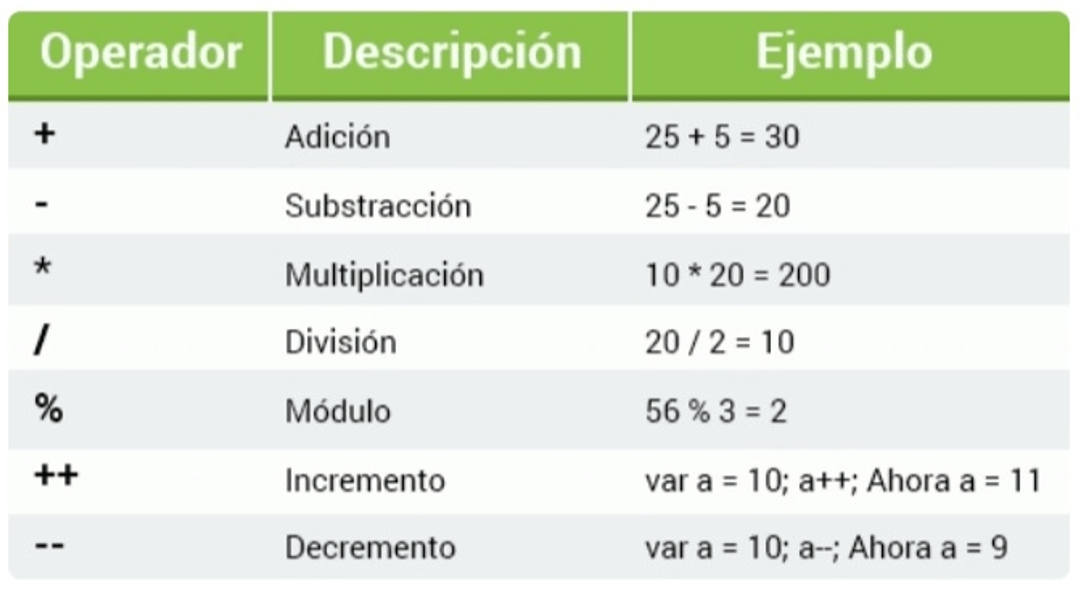 Operador Descripción Ejemplo
+ Adición 25 + 5 = 30
- Substracción 25 - 5 = 20
* Multiplicación 10 * 20 = 200
/ División 20 / 2 = 10
% Módulo 56 % 3 = 2
++ Incremento var a = 10; a++; Ahora a = 11
-- Decremento var a = 10; a--; Ahora a = 9